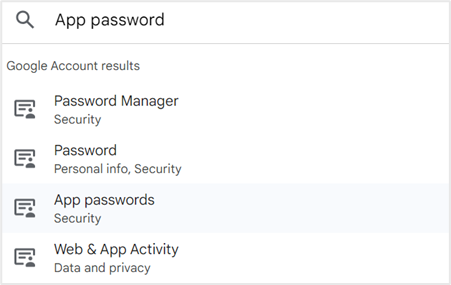 App password
Google Account results
Password Manager
Security
Password
Personal info, Security
App passwords
Security
Web & App Activity
Data and privacy